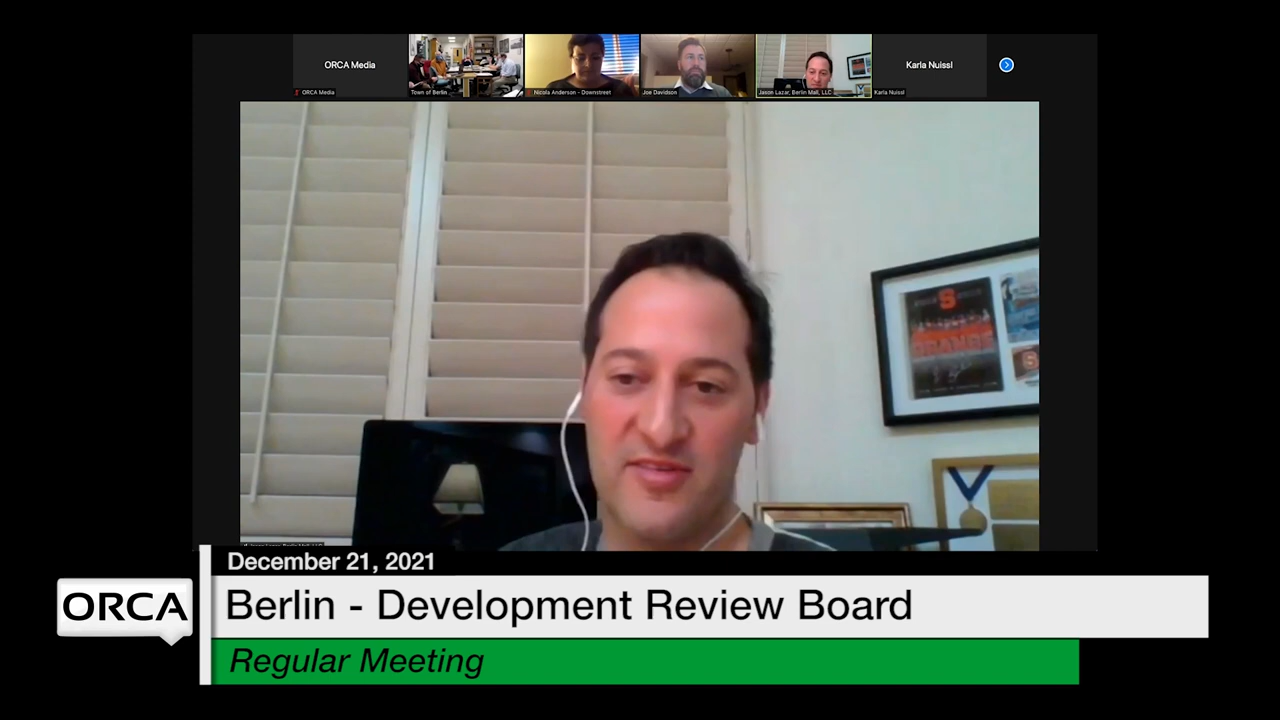 ORCA Media
Karla Nuissl
ORCA Media
Town of Berlin
Nicola Anderson - Downstreet
Joe Davidson
Jason Lazar, Berlin Mall, LLC
Karla Nuissl
S
ORANGE
S
December 21, 2021
ORCA
Berlin - Development Review Board
Regular Meeting